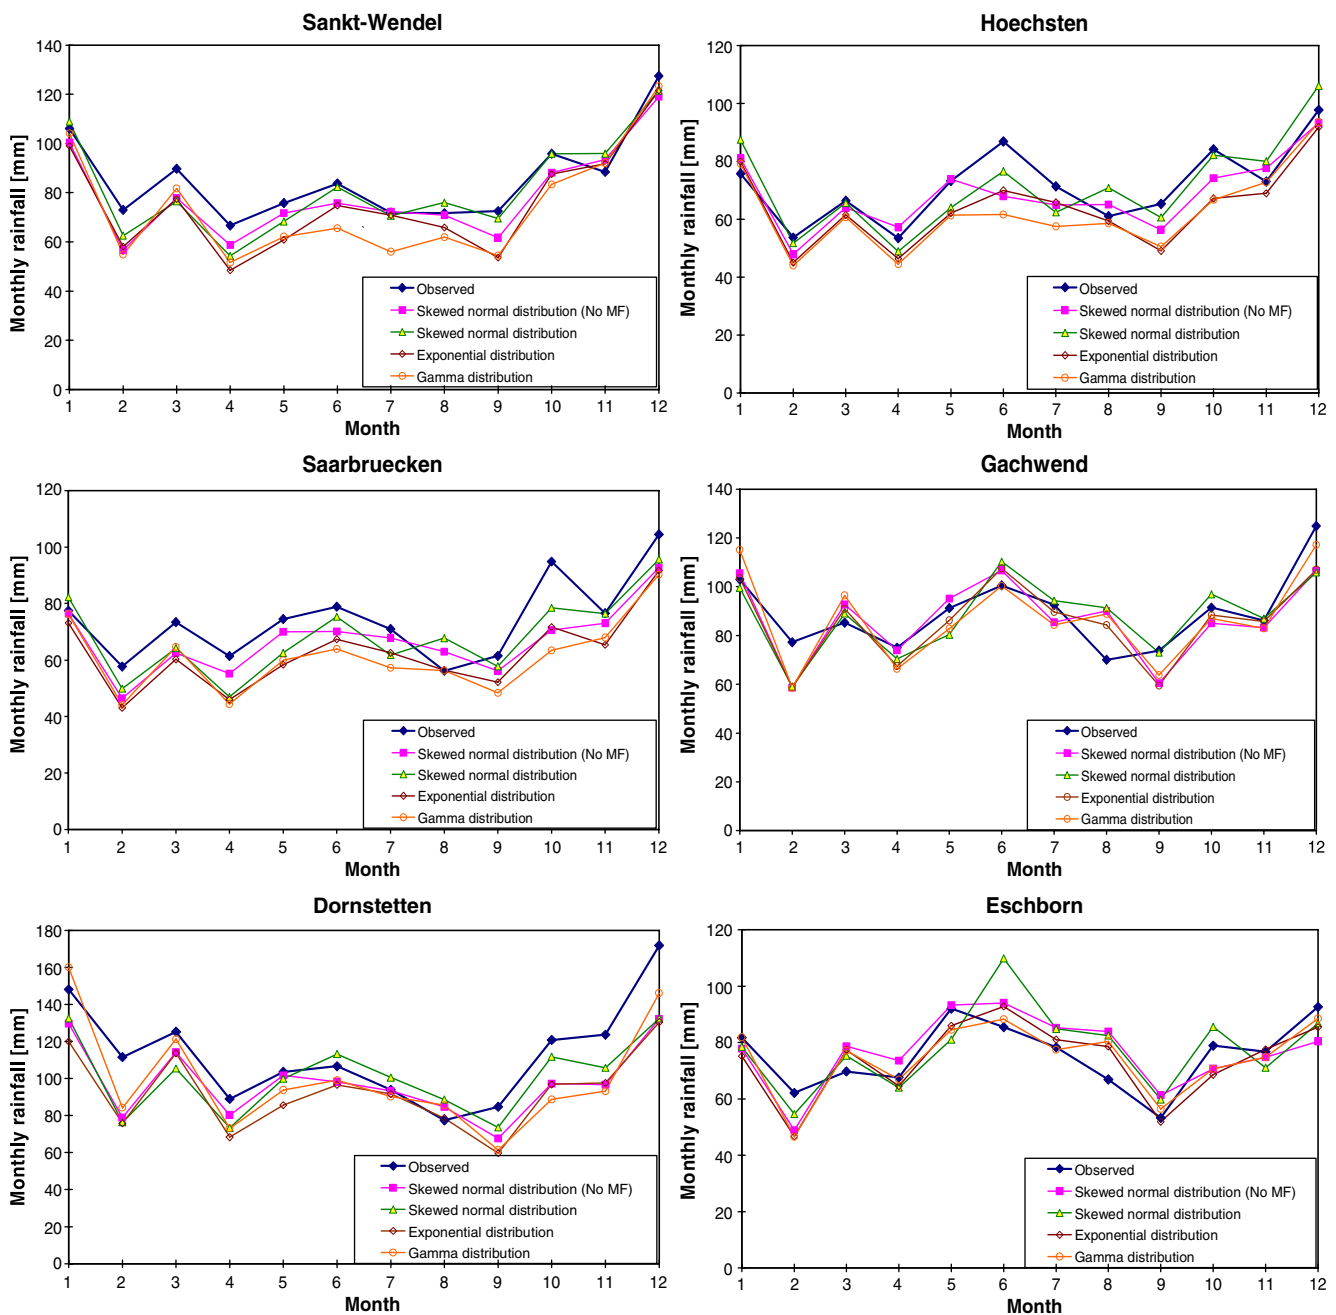 Sankt-Wendel
Monthly rainfall [mm]
140
120
100
80
60
40
20
0
Observed
Skewed normal distribution (No MF)
Skewed normal distribution
Exponential distribution
Gamma distribution
1 2 3 4 5 6 7 8 9 10 11 12
Month
Hoechsten
Monthly rainfall [mm]
120
100
80
60
40
20
0
Observed
Skewed normal distribution (No MF)
Skewed normal distribution
Exponential distribution
Gamma distribution
1 2 3 4 5 6 7 8 9 10 11 12
Month
Saarbruecken
Monthly rainfall [mm]
120
100
80
60
40
20
0
Observed
Skewed normal distribution (No MF)
Skewed normal distribution
Exponential distribution
Gamma distribution
1 2 3 4 5 6 7 8 9 10 11 12
Month
Gachwend
Monthly rainfall [mm]
140
120
100
80
60
40
20
0
Observed
Skewed normal distribution (No MF)
Skewed normal distribution
Exponential distribution
Gamma distribution
1 2 3 4 5 6 7 8 9 10 11 12
Month
Dornstetten
Monthly rainfall [mm]
180
160
140
120
100
80
60
40
20
0
Observed
Skewed normal distribution (No MF)
Skewed normal distribution
Exponential distribution
Gamma distribution
1 2 3 4 5 6 7 8 9 10 11 12
Month
Eschborn
Monthly rainfall [mm]
120
100
80
60
40
20
0
Observed
Skewed normal distribution (No MF)
Skewed normal distribution
Exponential distribution
Gamma distribution
1 2 3 4 5 6 7 8 9 10 11 12
Month